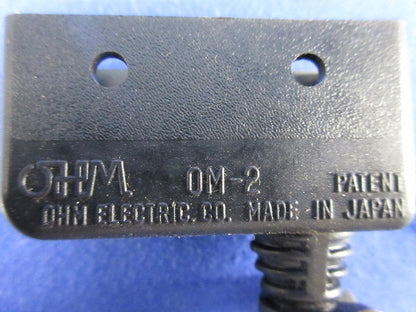 OHM OM-2 PATENT
OHM ELECTRIC.CO. MADE IN JAPAN